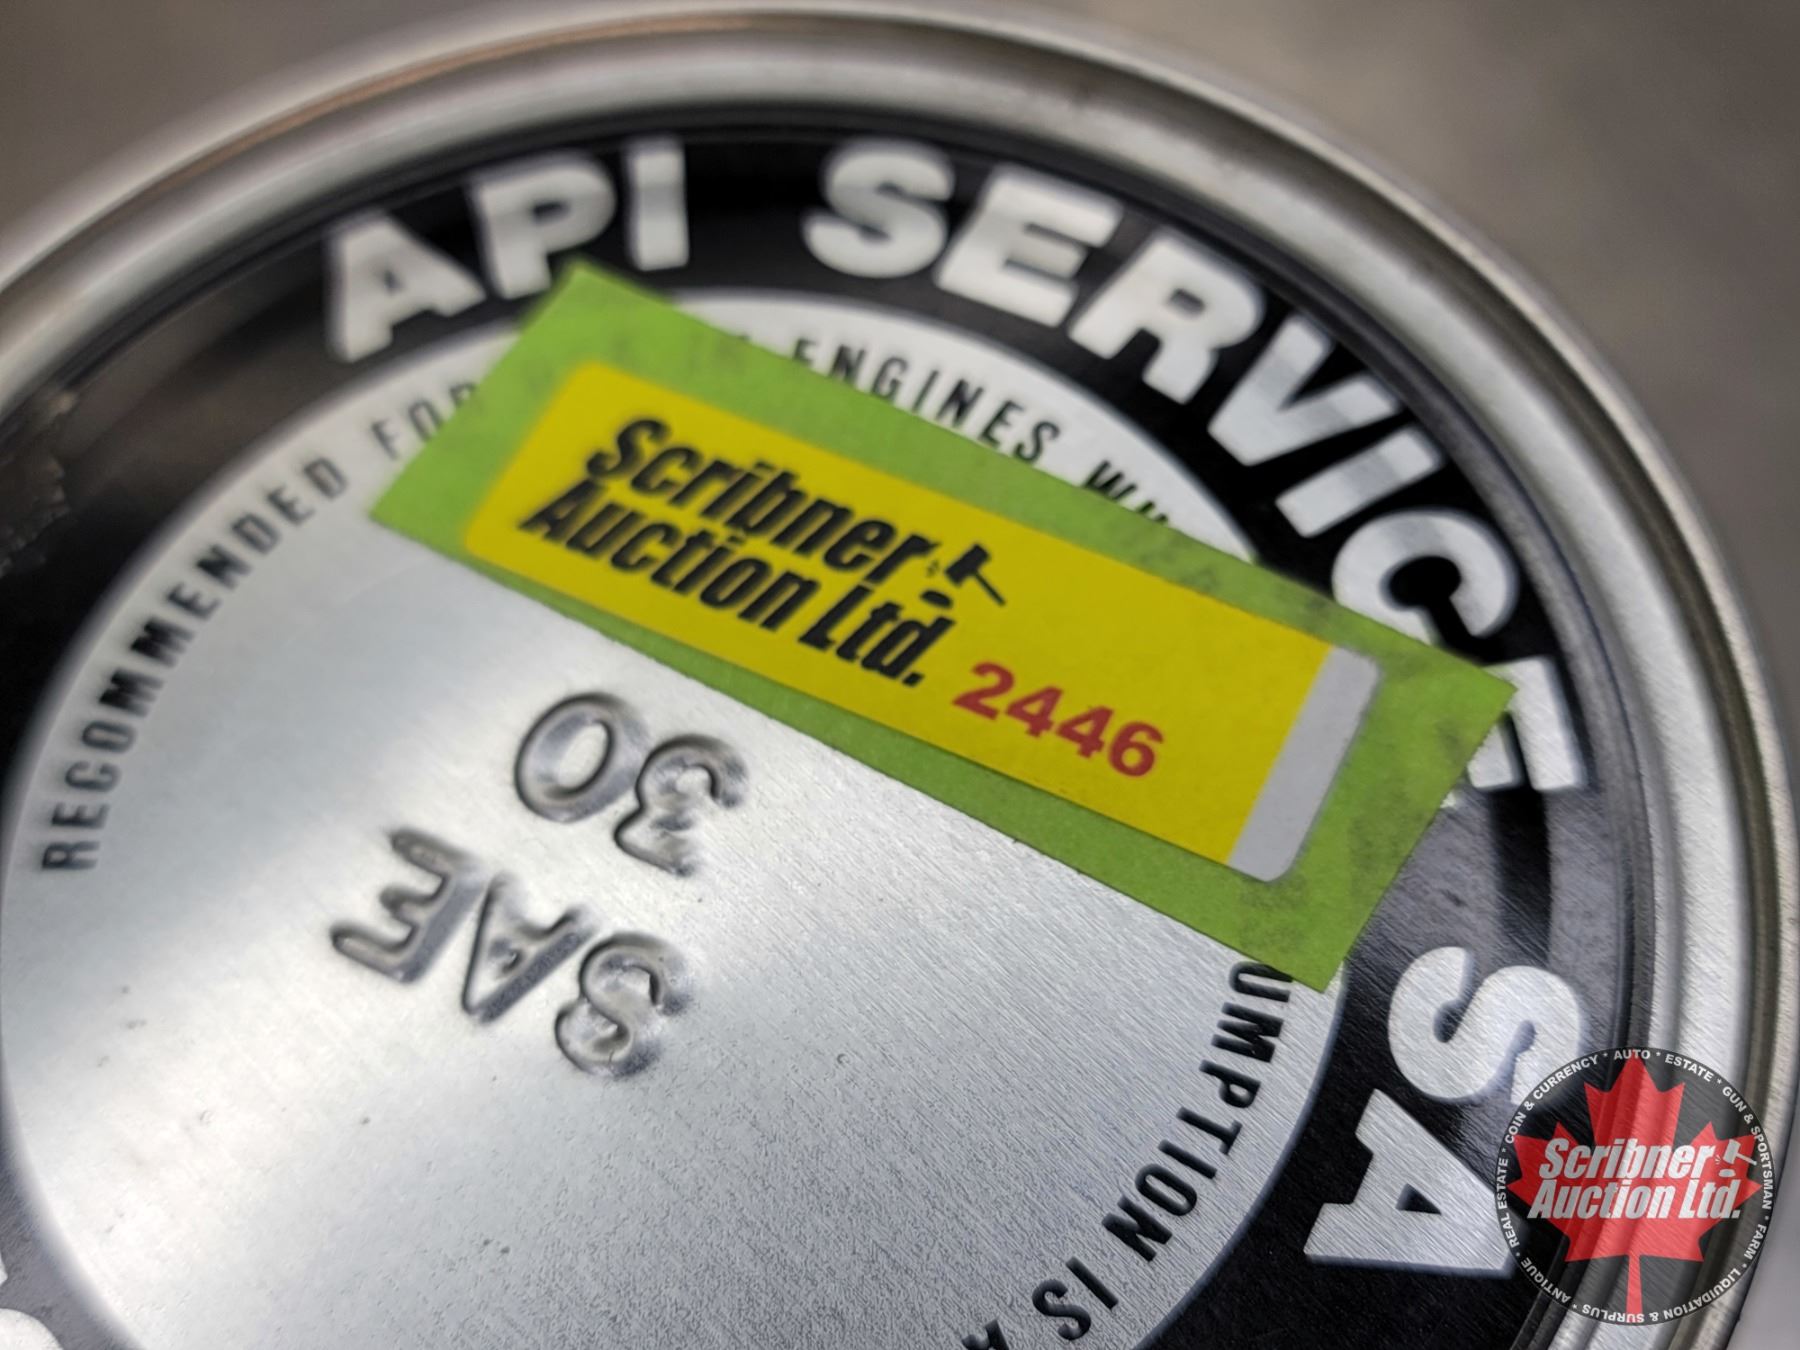 API SERVICE SA
RECOMMENDED FOR
ENGINES
UMPTION IS A
Scribner
Auction Ltd.
2446
SAE
30
Scribner
Auction Ltd.
COIN & CURRENCY * AUTO * ESTATE * GUN & SPORTSMAN * FARM * LIQUIDATION & SURPLUS * ANTIQUE * REAL ESTATE *